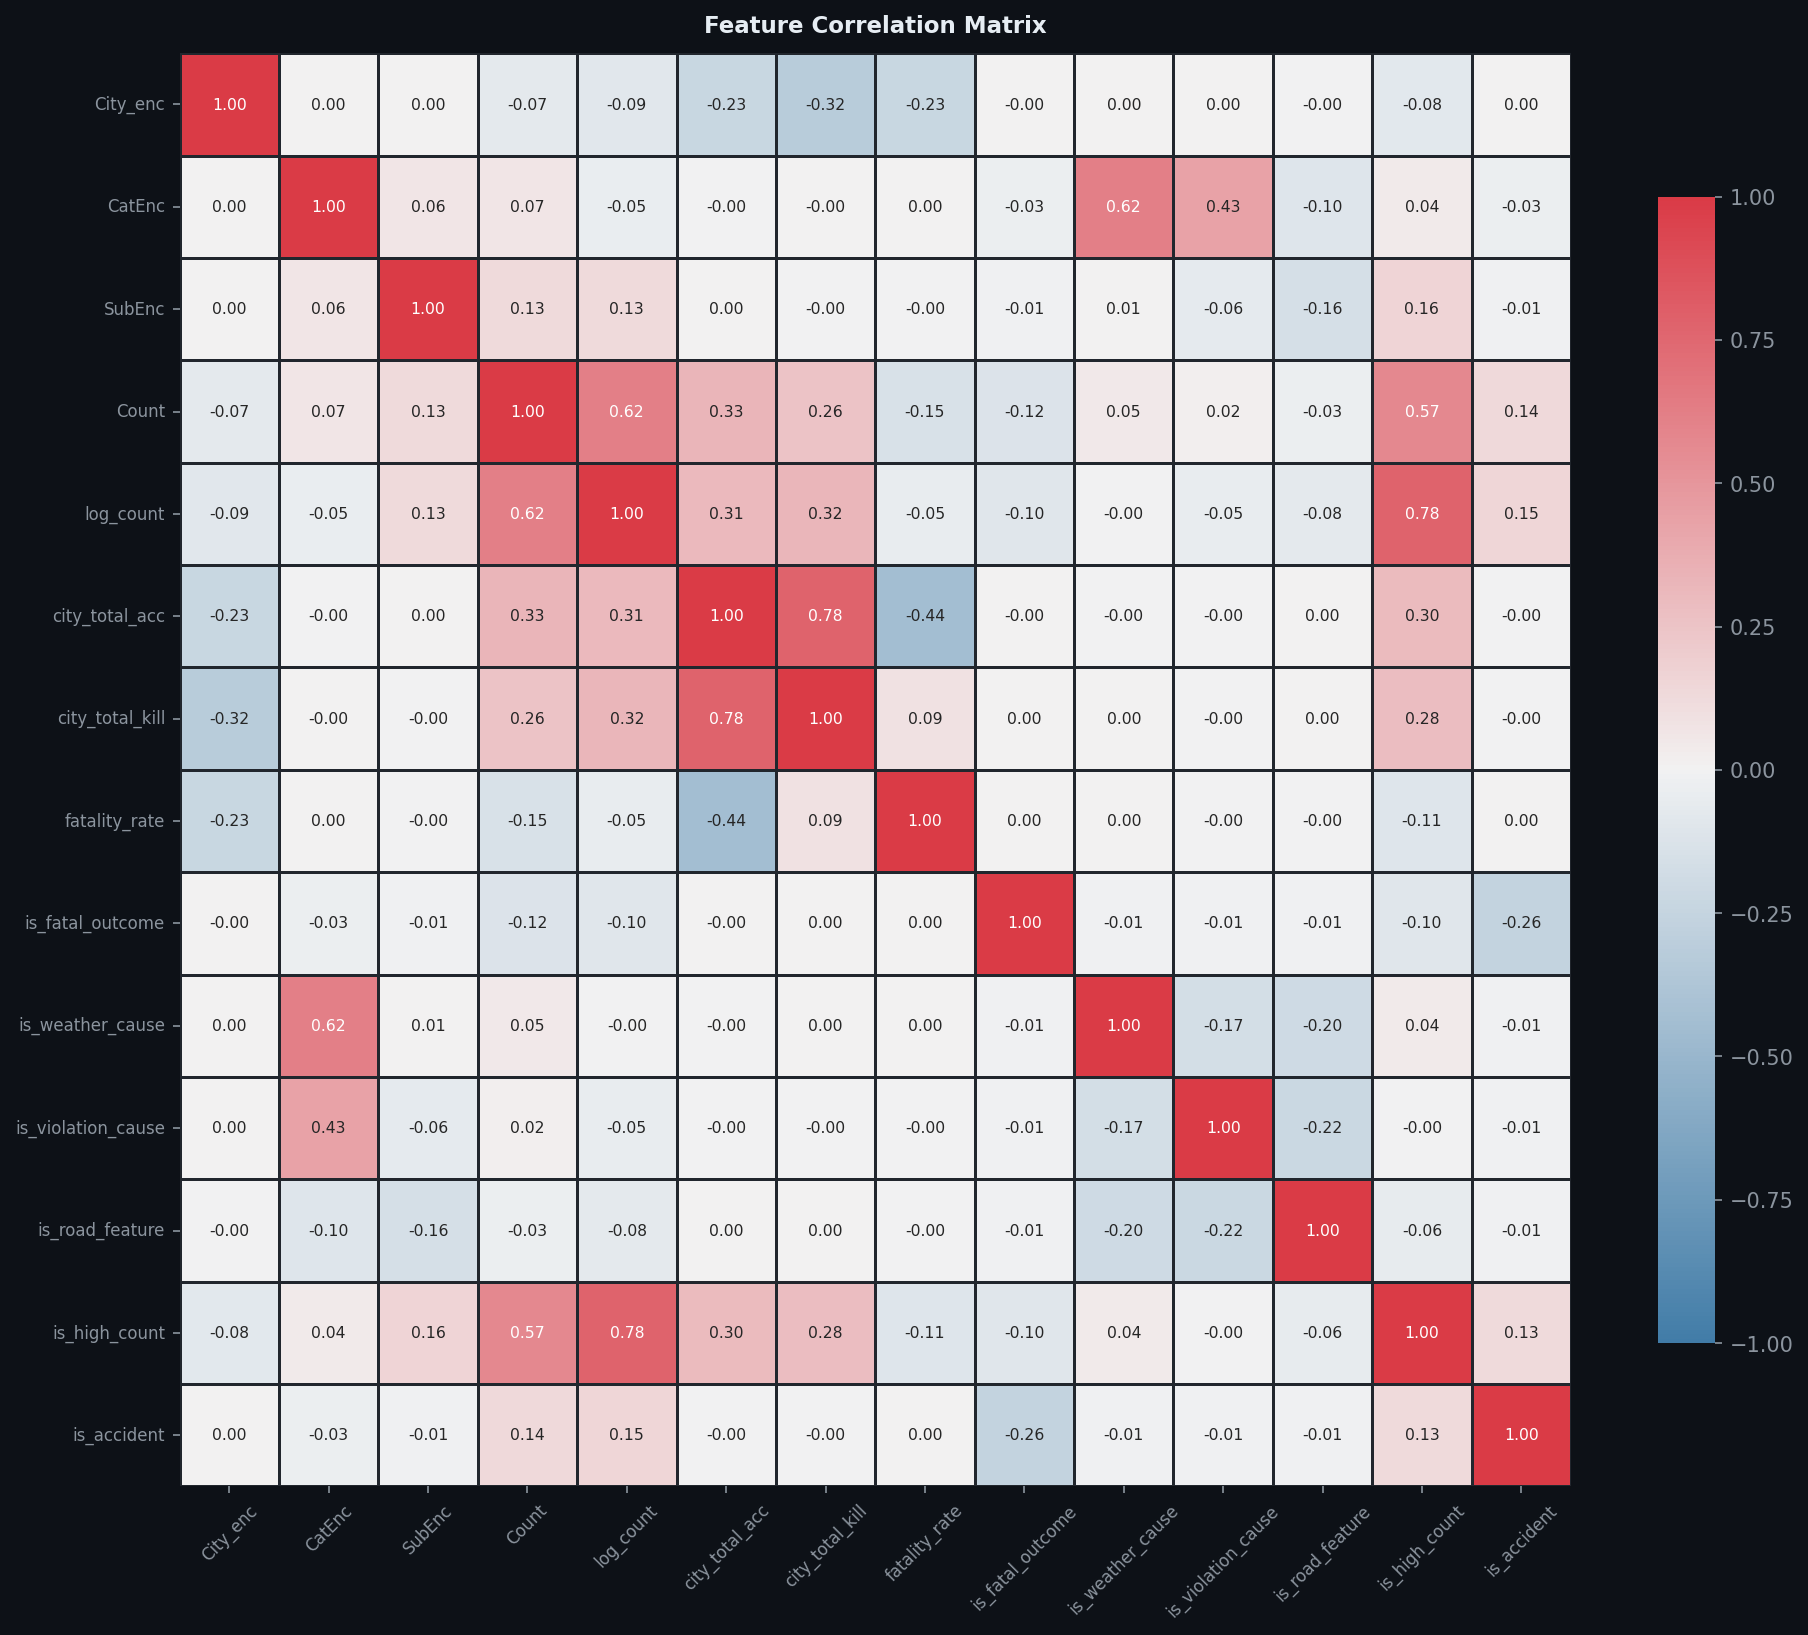 Feature Correlation Matrix
City_enc 1.00 0.00 0.00 -0.07 -0.09 -0.23 -0.32 -0.23 -0.00 0.00 0.00 -0.00 -0.08 0.00
CatEnc 0.00 1.00 0.06 0.07 -0.05 -0.00 -0.00 0.00 -0.03 0.62 0.43 -0.10 0.04 -0.03
SubEnc 0.00 0.06 1.00 0.13 0.13 0.00 -0.00 -0.00 -0.01 0.01 -0.06 -0.16 0.16 -0.01
Count -0.07 0.07 0.13 1.00 0.62 0.33 0.26 -0.15 -0.12 0.05 0.02 -0.03 0.57 0.14
log_count -0.09 -0.05 0.13 0.62 1.00 0.31 0.32 -0.05 -0.10 -0.00 -0.05 -0.08 0.78 0.15
city_total_acc -0.23 -0.00 0.00 0.33 0.31 1.00 0.78 -0.44 -0.00 -0.00 -0.00 0.00 0.30 -0.00
city_total_kill -0.32 -0.00 -0.00 0.26 0.32 0.78 1.00 0.09 0.00 0.00 -0.00 0.00 0.28 -0.00
fatality_rate -0.23 0.00 -0.00 -0.15 -0.05 -0.44 0.09 1.00 0.00 0.00 -0.00 -0.00 -0.11 0.00
is_fatal_outcome -0.00 -0.03 -0.01 -0.12 -0.10 -0.00 0.00 0.00 1.00 -0.01 -0.01 -0.01 -0.10 -0.26
is_weather_cause 0.00 0.62 0.01 0.05 -0.00 -0.00 0.00 0.00 -0.01 1.00 -0.17 -0.20 0.04 -0.01
is_violation_cause 0.00 0.43 -0.06 0.02 -0.05 -0.00 -0.00 -0.00 -0.01 -0.17 1.00 -0.22 -0.00 -0.01
is_road_feature -0.00 -0.10 -0.16 -0.03 -0.08 0.00 0.00 -0.00 -0.01 -0.20 -0.22 1.00 -0.06 -0.01
is_high_count -0.08 0.04 0.16 0.57 0.78 0.30 0.28 -0.11 -0.10 0.04 -0.00 -0.06 1.00 0.13
is_accident 0.00 -0.03 -0.01 0.14 0.15 -0.00 -0.00 0.00 -0.26 -0.01 -0.01 -0.01 0.13 1.00
City_enc CatEnc SubEnc Count log_count city_total_acc city_total_kill fatality_rate is_fatal_outcome is_weather_cause is_violation_cause is_road_feature is_high_count is_accident
1.00
0.75
0.50
0.25
0.00
−0.25
−0.50
−0.75
−1.00